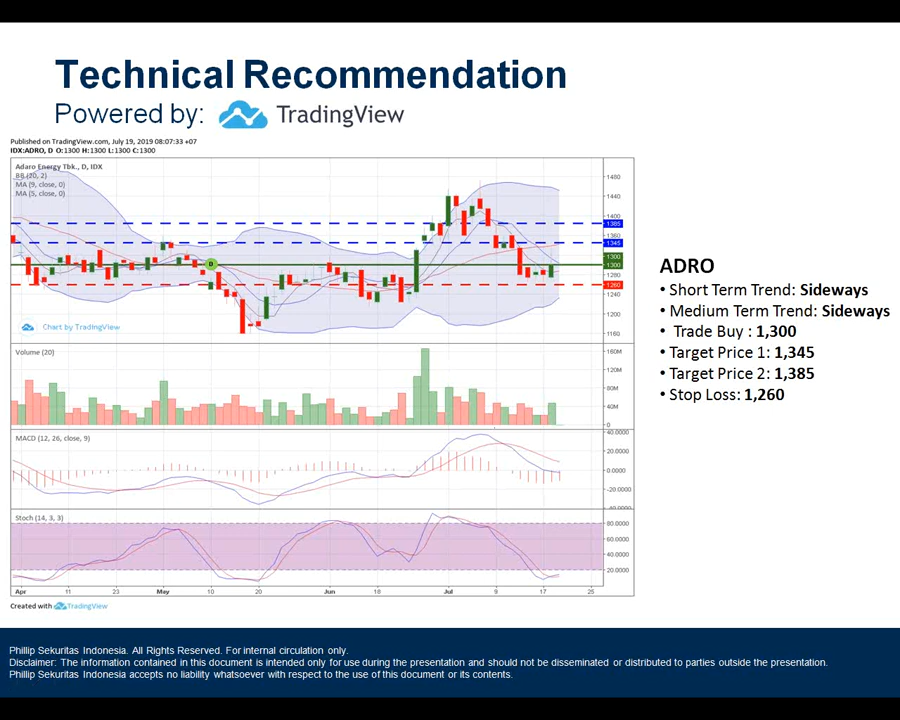 Technical Recommendation
Powered by: TradingView
Published on TradingView.com, July 19, 2019 08:07:33 +07
IDX:ADRO, D O:1300 H:1300 L:1300 C:1300
Adaro Energy Tbk., D, IDX
BB (20, 2)
MA (9, close, 0)
MA (5, close, 0)
1480
1440
1400
1385
1360
1345
1300
1300
1280
1260
1240
1200
1160
Chart by TradingView
Volume (20)
160M
120M
80M
40M
0
MACD (12, 26, close, 9)
40.0000
20.0000
0.0000
-20.0000
-40.0000
Stoch (14, 3, 3)
80.0000
60.0000
40.0000
20.0000
Apr 11 23 May 10 20 Jun 18 Jul 9 17 25
Created with TradingView
D
ADRO
• Short Term Trend: Sideways
• Medium Term Trend: Sideways
• Trade Buy : 1,300
• Target Price 1: 1,345
• Target Price 2: 1,385
• Stop Loss: 1,260
Phillip Sekuritas Indonesia. All Rights Reserved. For internal circulation only.
Disclaimer: The information contained in this document is intended only for use during the presentation and should not be disseminated or distributed to parties outside the presentation.
Phillip Sekuritas Indonesia accepts no liability whatsoever with respect to the use of this document or its contents.